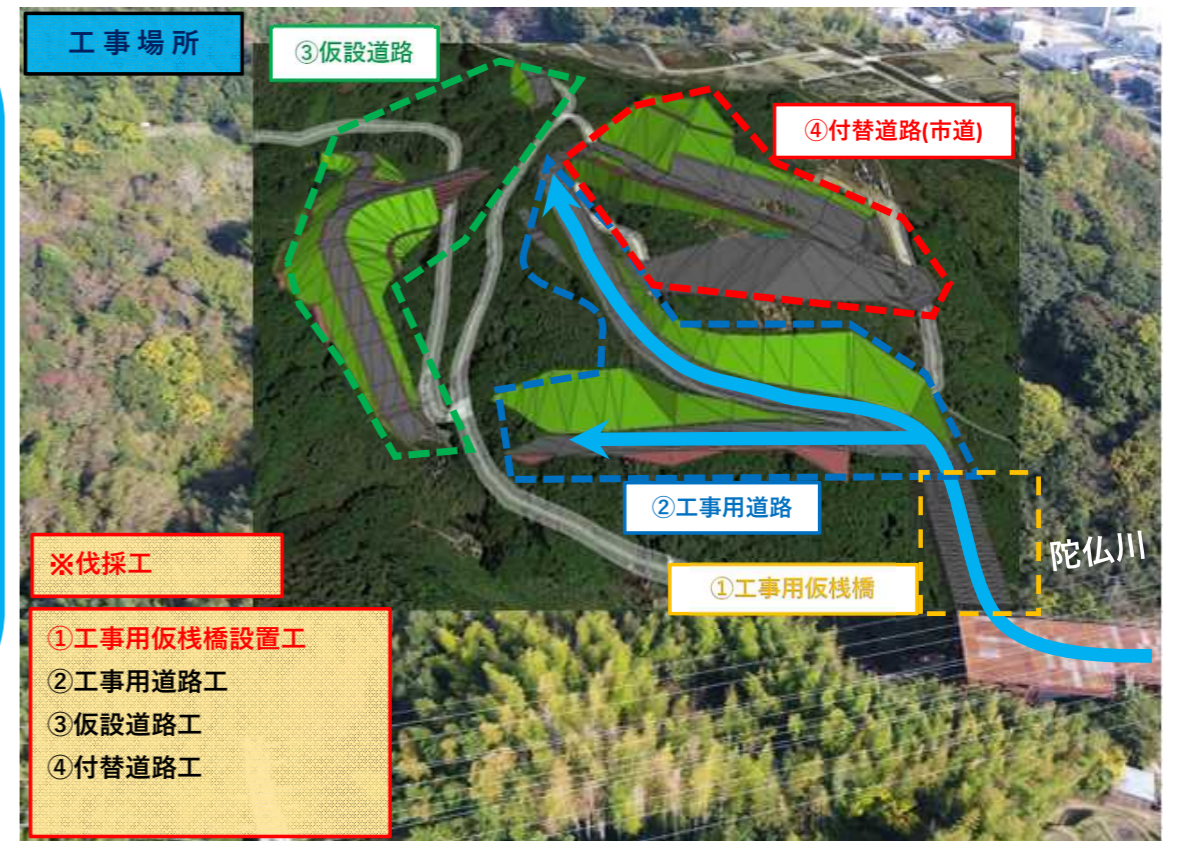 工事場所
③仮設道路
④付替道路(市道)
②工事用道路
陀仏川
①工事用仮桟橋
※伐採工
①工事用仮桟橋設置工
②工事用道路工
③仮設道路工
④付替道路工